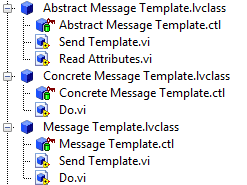 Abstract Message Template.lvclass
Abstract Message Template.ctl
Send Template.vi
Read Attributes.vi
Concrete Message Template.lvclass
Concrete Message Template.ctl
Do.vi
Message Template.lvclass
Message Template.ctl
Send Template.vi
Do.vi